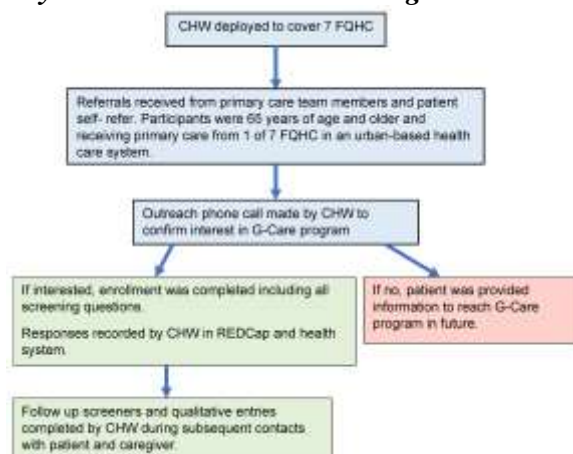 CHW deployed to cover 7 FQHC
Referrals received from primary care team members and patient
self- refer. Participants were 65 years of age and older and
receiving primary care from 1 of 7 FQHC in an urban-based health
care system.
Outreach phone call made by CHW to
confirm interest in G-Care program
If interested, enrollment was completed including all
screening questions.
Responses recorded by CHW in REDCap and health
system.
If no, patient was provided
information to reach G-Care
program in future.
Follow up screeners and qualitative entries
completed by CHW during subsequent contacts
with patient and caregiver.